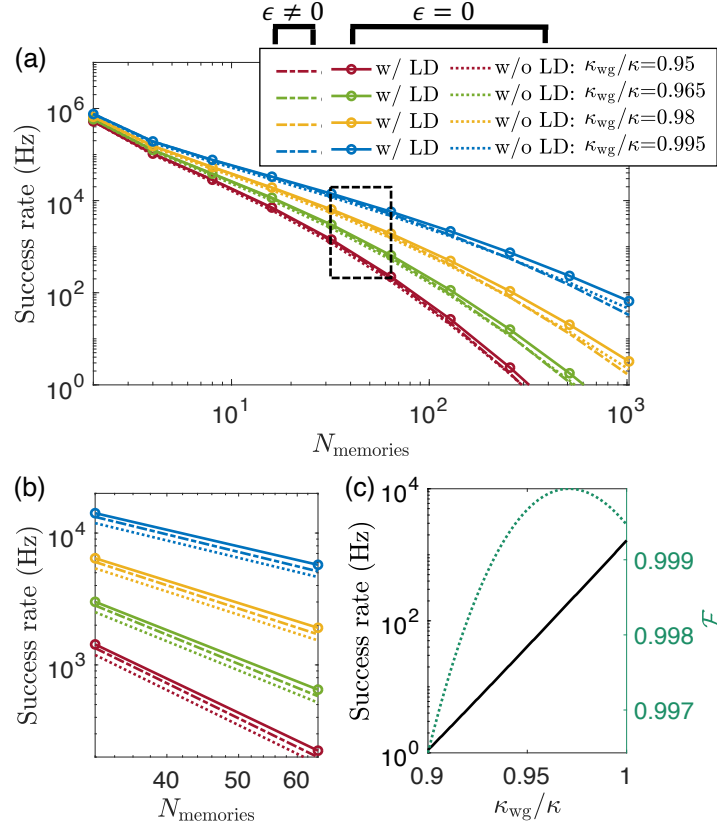 ϵ ≠ 0 ϵ = 0
(a)
w/ LD w/ LD w/o LD: κwg/κ=0.95
w/ LD w/o LD: κwg/κ=0.965
w/ LD w/o LD: κwg/κ=0.98
w/ LD w/o LD: κwg/κ=0.995
Success rate (Hz)
10^6
10^4
10^2
10^0
10^1 10^2 10^3
N_memories
(b)
Success rate (Hz)
10^4
10^3
40 50 60
N_memories
(c)
Success rate (Hz)
10^4
10^2
10^0
0.9 0.95 1
κwg/κ
0.999
0.998
0.997
F